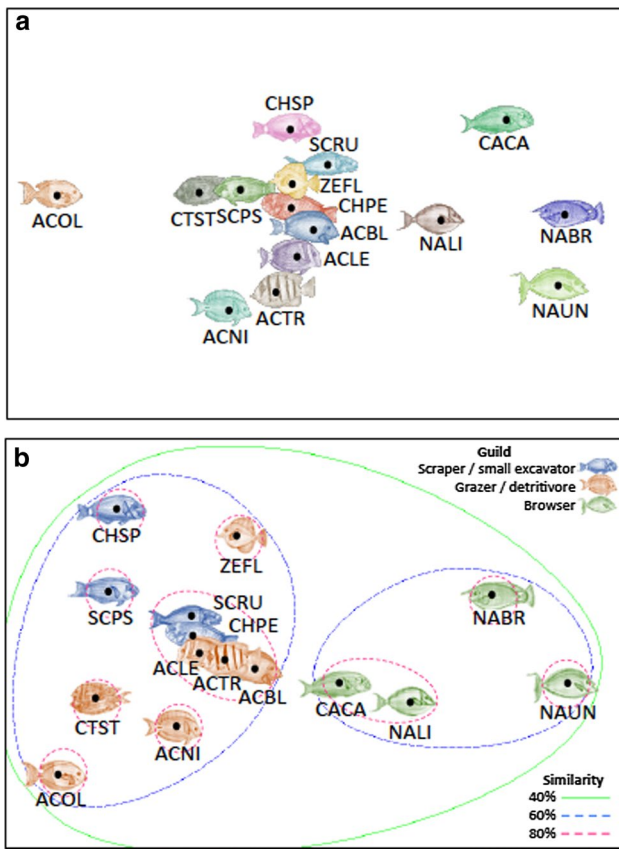 a
CHSP
CACA
SCRU
ZEFL
ACOL
CTST SCPS
CHPE
NALI
NABR
ACBL
ACLE
NAUN
ACTR
ACNI
b
Guild
Scraper / small excavator
Grazer / detritivore
Browser
CHSP
ZEFL
SCPS
SCRU
NABR
CHPE
ACLE
ACTR
ACBL
CACA
NALI
NAUN
CTST
ACNI
ACOL
Similarity
40%
60%
80%